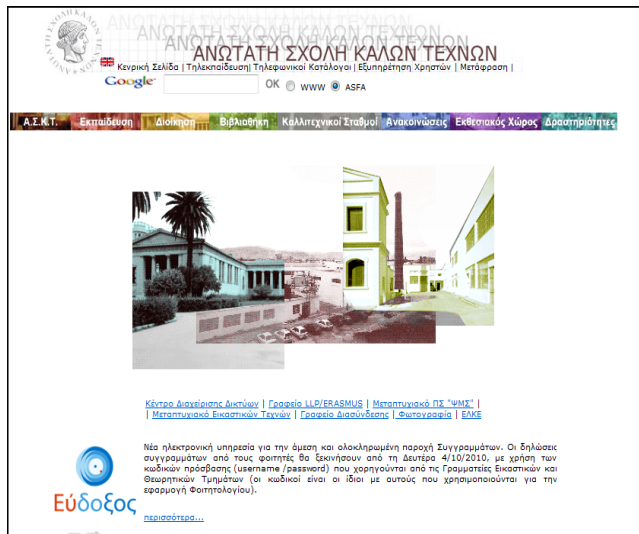 ΑΝΩΤΑΤΗ ΣΧΟΛΗ ΚΑΛΩΝ ΤΕΧΝΩΝ
Κεντρική Σελίδα | Τηλεκπαίδευση| Τηλεφωνικοί Κατάλογοι | Εξυπηρέτηση Χρηστών | Μετάφραση |
Google OK WWW ASFA
Α.Σ.Κ.Τ. Εκπαίδευση Διοίκηση Βιβλιοθήκη Καλλιτεχνικοί Σταθμοί Ανακοινώσεις Εκθεσιακός Χώρος Δραστηριότητες
Κέντρο Διαχείρισης Δικτύων | Γραφείο LLP/ERASMUS | Μεταπτυχιακό ΠΣ "ΨΜΣ" |
| Μεταπτυχιακό Εικαστικών Τεχνών | Γραφείο Διασύνδεσης | Φωτογραφία | ΕΛΚΕ
Νέα ηλεκτρονική υπηρεσία για την άμεση και ολοκληρωμένη παροχή Συγγραμμάτων. Οι δηλώσεις
συγγραμμάτων από τους φοιτητές θα ξεκινήσουν από τη Δευτέρα 4/10/2010, με χρήση των
κωδικών πρόσβασης (username /password) που χορηγούνται από τις Γραμματείες Εικαστικών και
Θεωρητικών Τμημάτων (οι κωδικοί είναι οι ίδιοι με αυτούς που χρησιμοποιούνται για την
εφαρμογή Φοιτητολογίου).
Εύδοξος
περισσότερα...